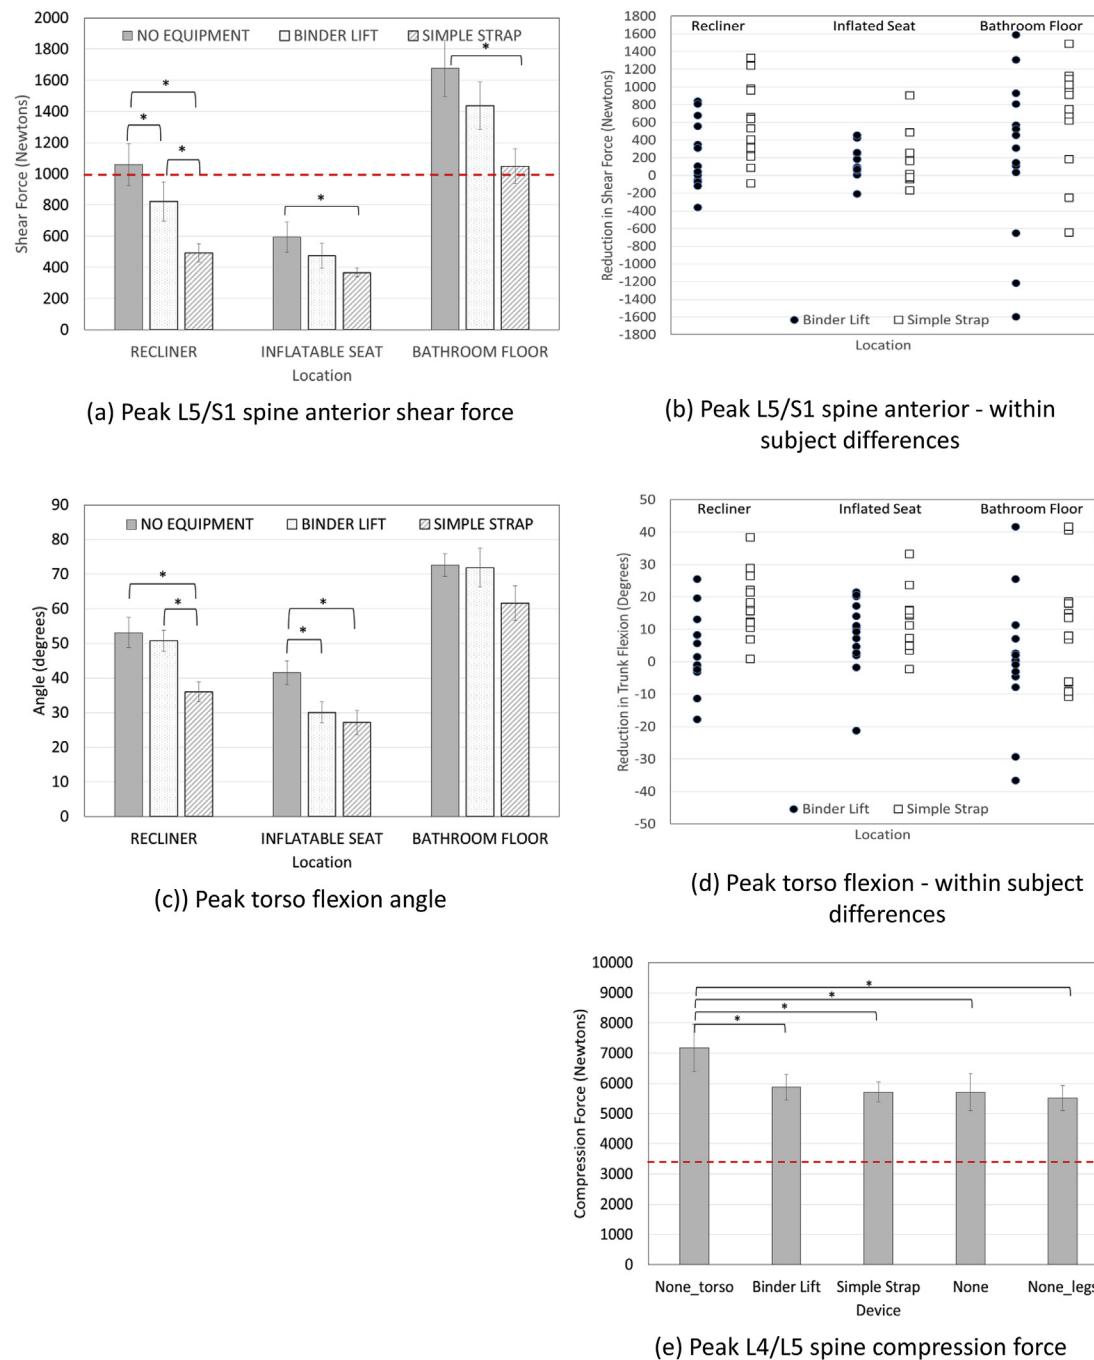 2000
1800
1600
1400
1200
1000
800
600
400
200
0
Shear Force (Newtons)
NO EQUIPMENT BINDER LIFT SIMPLE STRAP
*
*
*
*
*
RECLINER INFLATABLE SEAT BATHROOM FLOOR
Location
(a) Peak L5/S1 spine anterior shear force
1800
1600
1400
1200
1000
800
600
400
200
0
-200
-400
-600
-800
-1000
-1200
-1400
-1600
-1800
Reduction in Shear Force (Newtons)
Recliner Inflated Seat Bathroom Floor
Binder Lift Simple Strap
Location
(b) Peak L5/S1 spine anterior - within
subject differences
90
80
70
60
50
40
30
20
10
0
Angle (degrees)
NO EQUIPMENT BINDER LIFT SIMPLE STRAP
*
*
*
*
RECLINER INFLATABLE SEAT BATHROOM FLOOR
Location
(c)) Peak torso flexion angle
50
40
30
20
10
0
-10
-20
-30
-40
-50
Reduction in Trunk Flexion (Degrees)
Recliner Inflated Seat Bathroom Floor
Binder Lift Simple Strap
Location
(d) Peak torso flexion - within subject
differences
10000
9000
8000
7000
6000
5000
4000
3000
2000
1000
0
Compression Force (Newtons)
*
*
*
*
None_torso Binder Lift Simple Strap None None_legs
Device
(e) Peak L4/L5 spine compression force